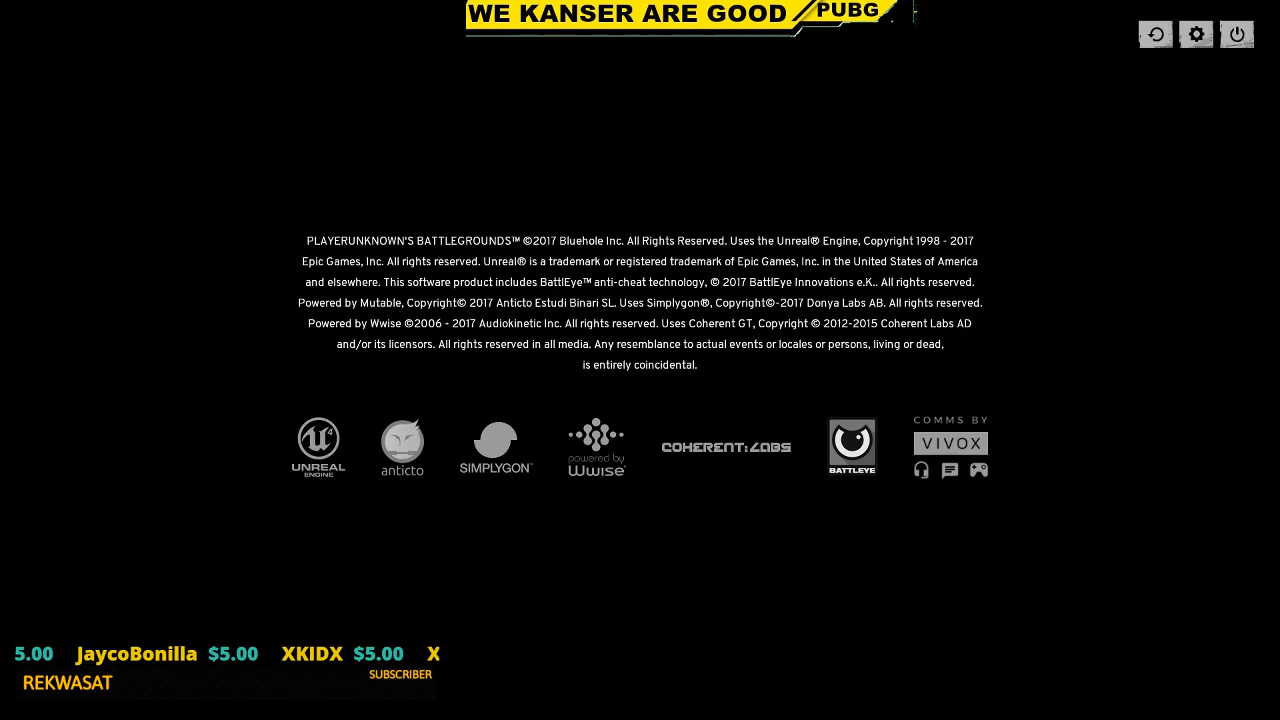 WE KANSER ARE GOOD PUBG
PLAYERUNKNOWN'S BATTLEGROUNDS™ ©2017 Bluehole Inc. All Rights Reserved. Uses the Unreal® Engine, Copyright 1998 - 2017
Epic Games, Inc. All rights reserved. Unreal® is a trademark or registered trademark of Epic Games, Inc. in the United States of America
and elsewhere. This software product includes BattlEye™ anti-cheat technology, © 2017 BattlEye Innovations e.K.. All rights reserved.
Powered by Mutable, Copyright© 2017 Anticto Estudi Binari SL. Uses Simplygon®, Copyright©-2017 Donya Labs AB. All rights reserved.
Powered by Wwise ©2006 - 2017 Audiokinetic Inc. All rights reserved. Uses Coherent GT, Copyright © 2012-2015 Coherent Labs AD
and/or its licensors. All rights reserved in all media. Any resemblance to actual events or locales or persons, living or dead,
is entirely coincidental.
UNREAL ENGINE
anticto
SIMPLYGON™
powered by Wwise®
COHERENT:LABS
BATTLEYE
COMMS BY VIVOX
5.00 JaycoBonilla $5.00 XKIDX $5.00 X
REKWASAT SUBSCRIBER